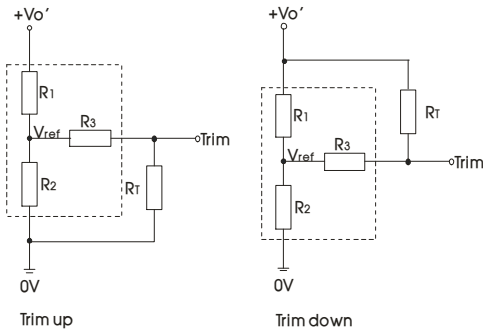 +Vo'
R1
Vref
R3
Trim
R2
RT
0V
Trim up
+Vo'
R1
RT
Vref
R3
Trim
R2
0V
Trim down